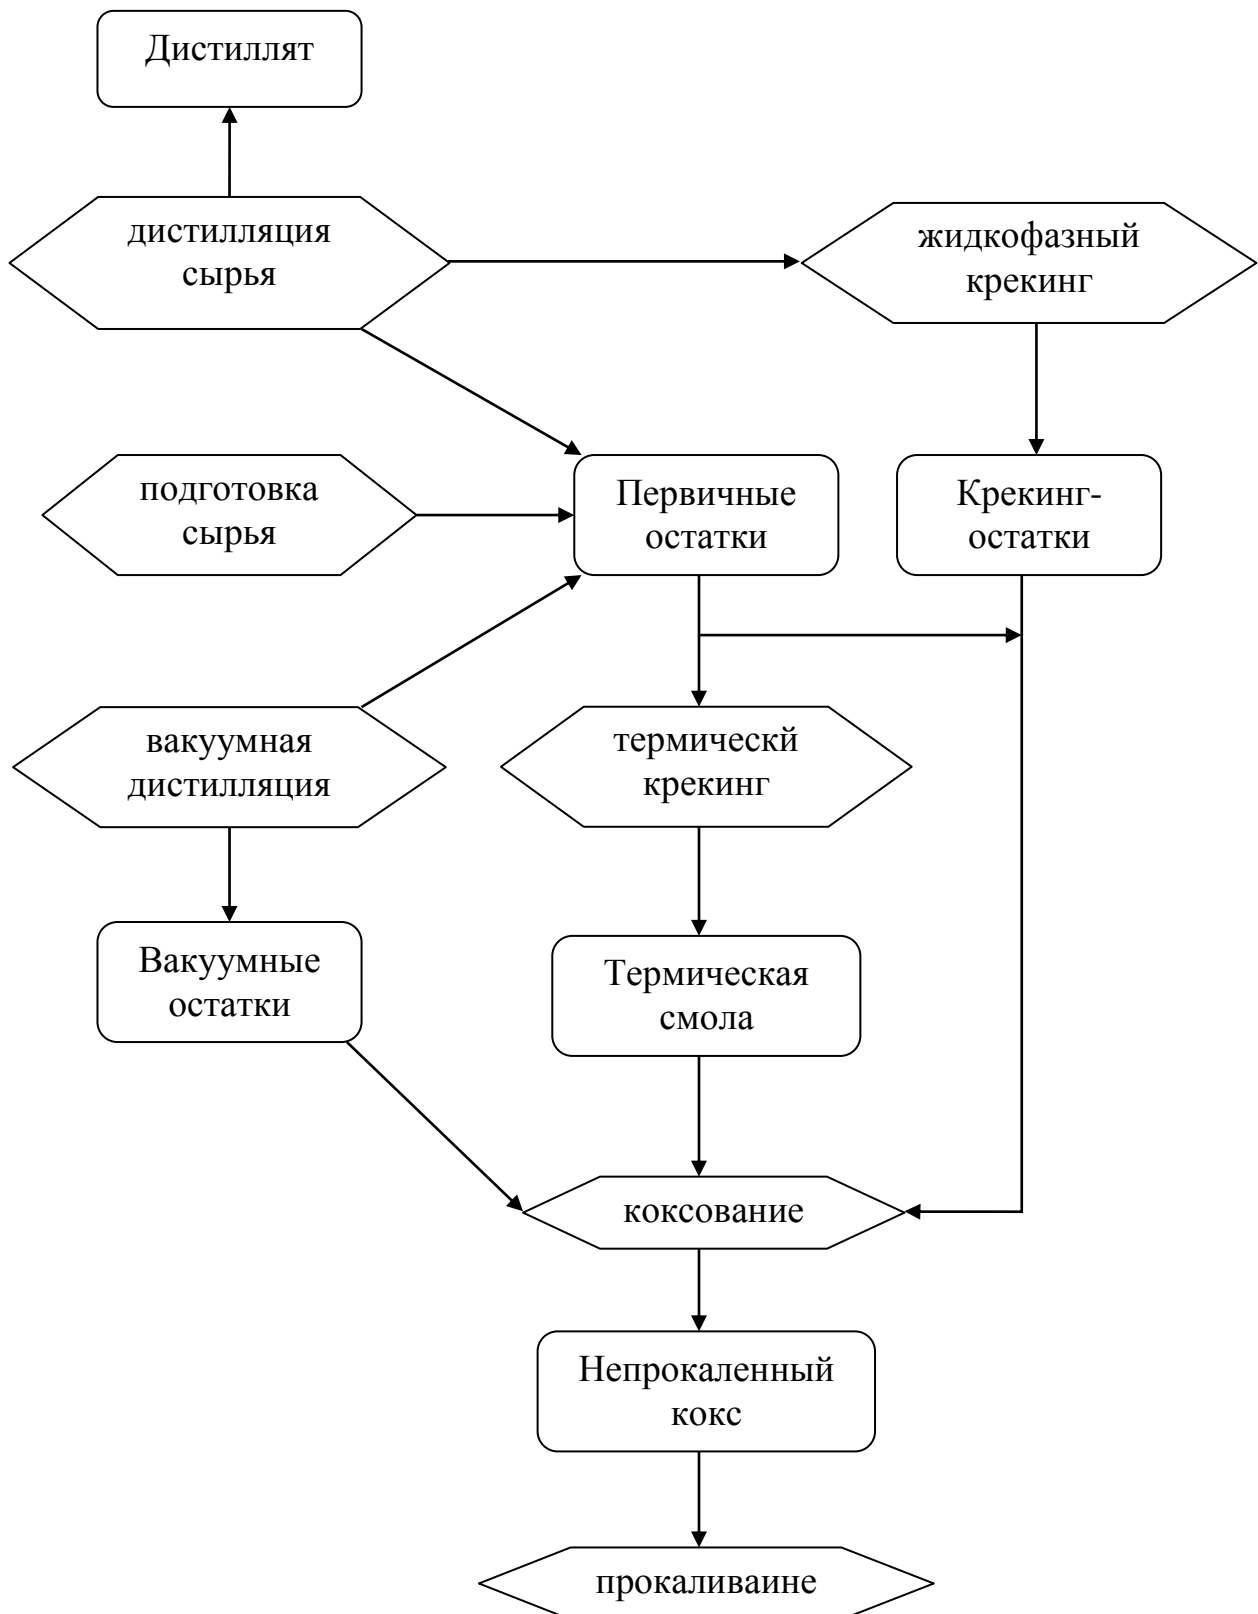 Дистиллят
дистилляция
сырья
жидкофазный
крекинг
подготовка
сырья
Первичные
остатки
Крекинг-
остатки
вакуумная
дистилляция
термическй
крекинг
Вакуумные
остатки
Термическая
смола
коксование
Непрокаленный
кокс
прокаливаине